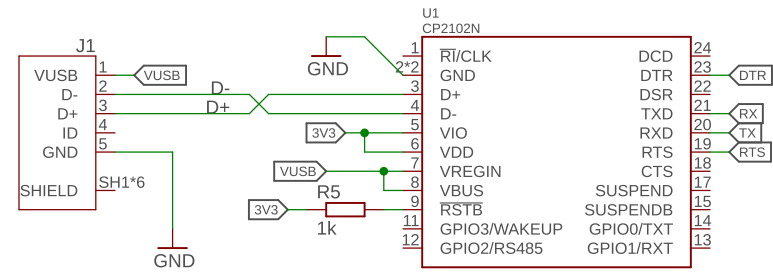 U1
CP2102N
J1
VUSB 1 VUSB
D- 2 D-
D+ 3 D+
ID 4
GND 5
SHIELD SH1*6
GND
GND
1 RI/CLK DCD 24
2*2 GND DTR 23 DTR
3 D+ DSR 22
4 D- TXD 21 RX
3V3 5 VIO RXD 20 TX
6 VDD RTS 19 RTS
VUSB 7 VREGIN CTS 18
8 VBUS SUSPEND 17
R5
3V3 9 RSTB SUSPENDB 15
1k
11 GPIO3/WAKEUP GPIO0/TXT 14
12 GPIO2/RS485 GPIO1/RXT 13